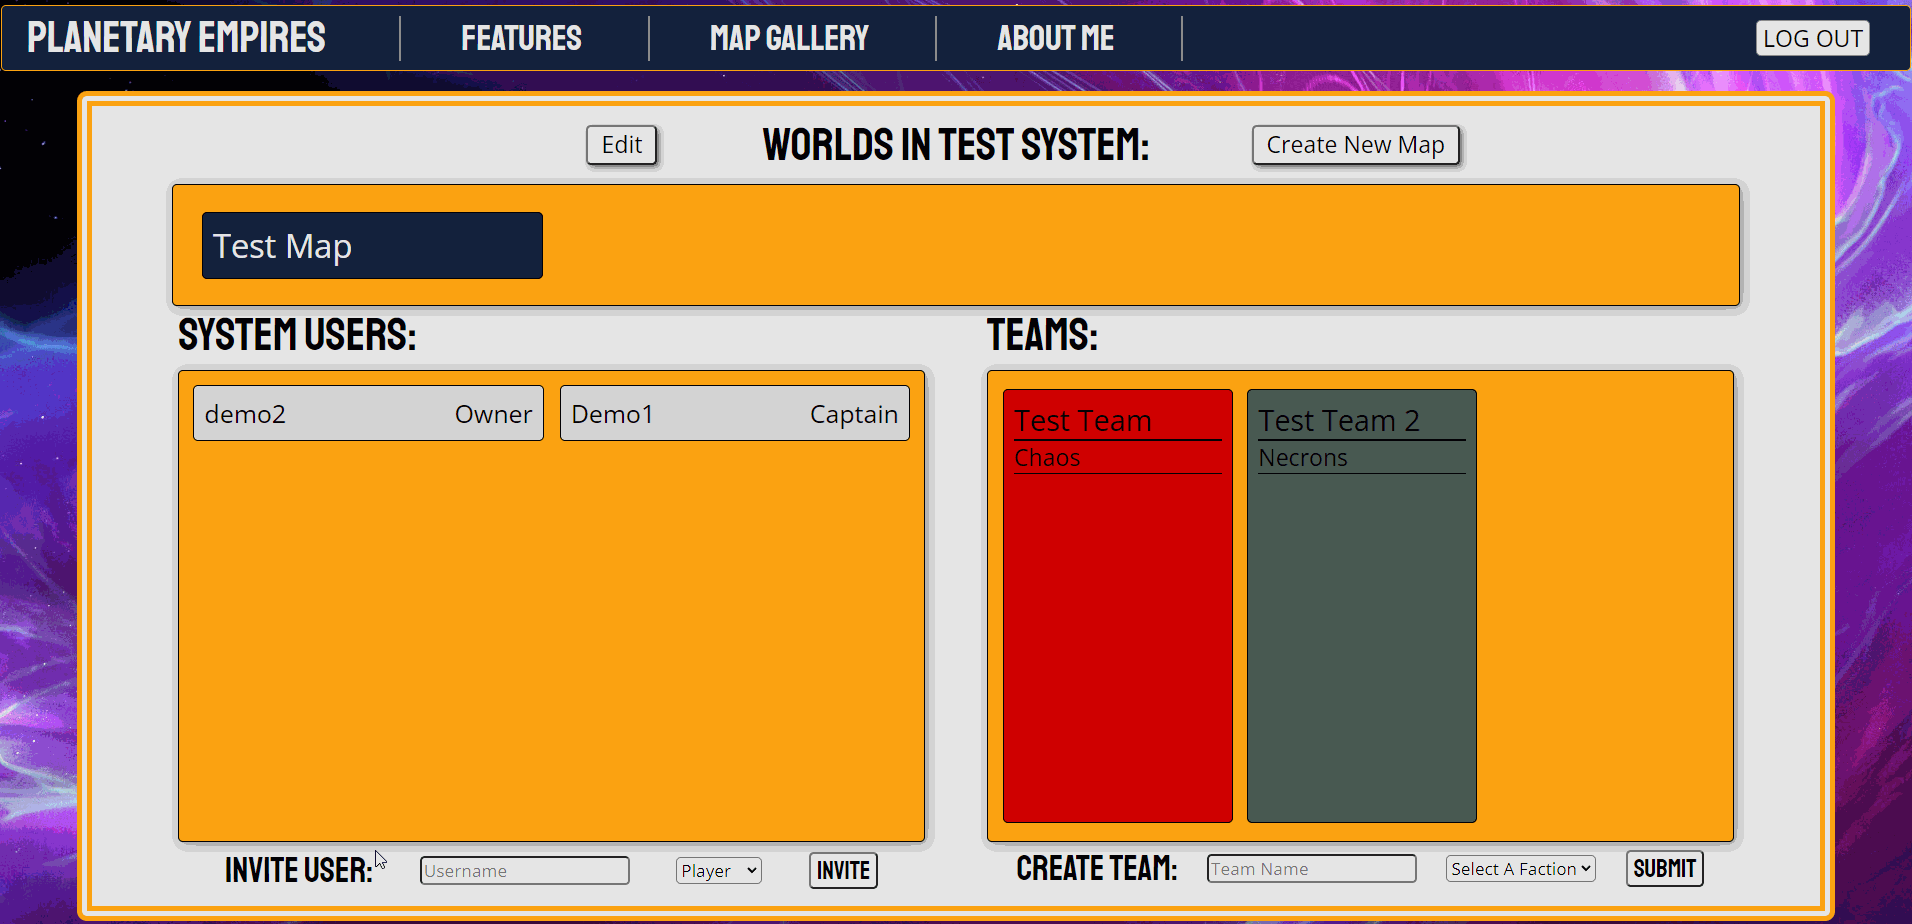 PLANETARY EMPIRES
FEATURES
MAP GALLERY
ABOUT ME
LOG OUT
Edit
WORLDS IN TEST SYSTEM:
Create New Map
Test Map
SYSTEM USERS:
demo2 Owner
Demo1 Captain
TEAMS:
Test Team
Chaos
Test Team 2
Necrons
INVITE USER:
Username
Player
INVITE
CREATE TEAM:
Team Name
Select A Faction
SUBMIT